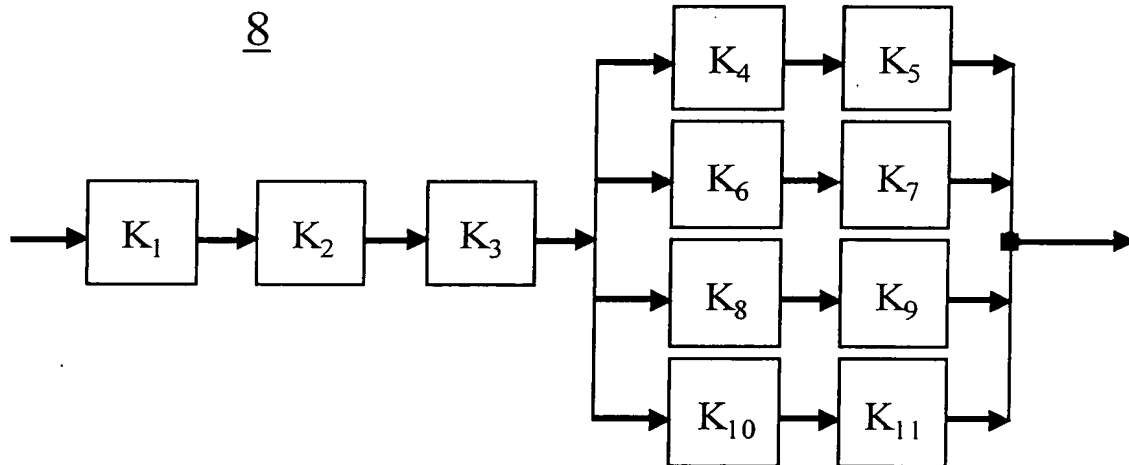 8
K₄ K₅
K₆ K₇
K₁ K₂ K₃
K₈ K₉
K₁₀ K₁₁